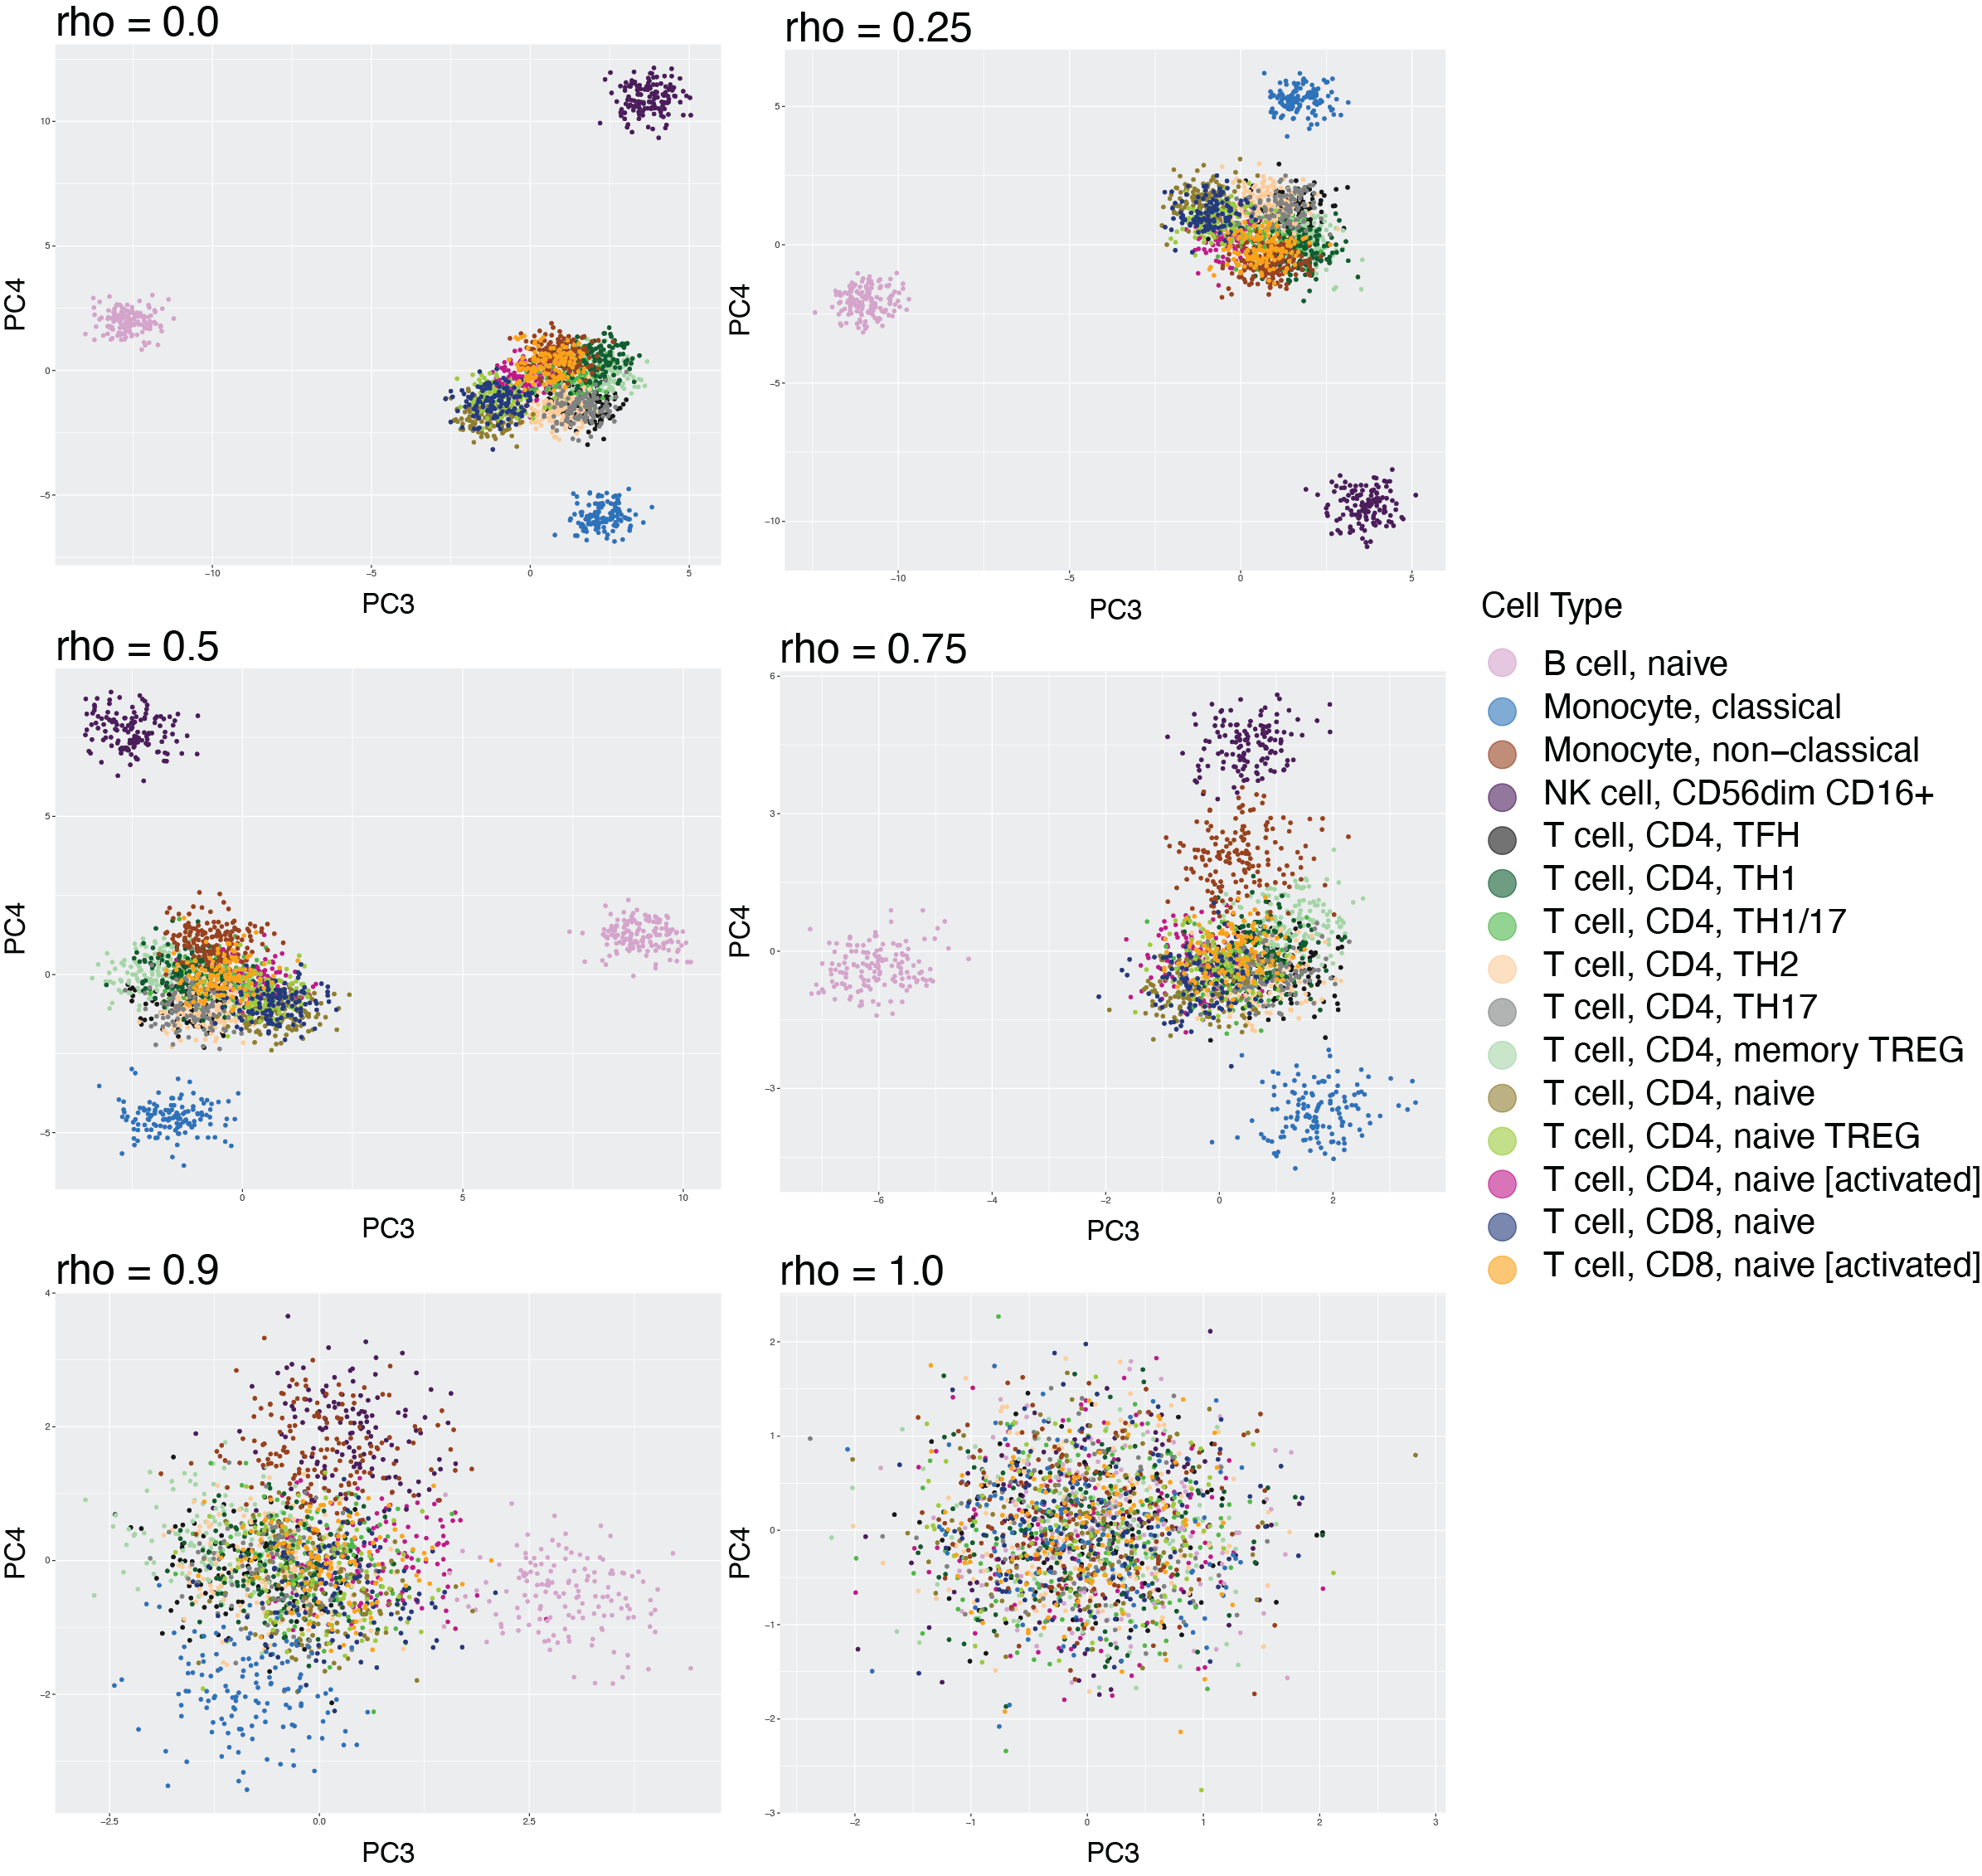 rho = 0.0
10
5
0
−5
−10
−5
0
5
PC3
PC4
rho = 0.25
5
0
−5
−10
−10
−5
0
5
PC3
PC4
rho = 0.5
5
0
−5
0
5
10
PC3
PC4
rho = 0.75
6
3
0
−3
−6
−4
−2
0
2
PC3
PC4
rho = 0.9
4
2
0
−2
−2.5
0.0
2.5
PC3
PC4
rho = 1.0
2
1
0
−1
−2
−3
−2
−1
0
1
2
3
PC3
PC4
Cell Type
B cell, naive
Monocyte, classical
Monocyte, non−classical
NK cell, CD56dim CD16+
T cell, CD4, TFH
T cell, CD4, TH1
T cell, CD4, TH1/17
T cell, CD4, TH2
T cell, CD4, TH17
T cell, CD4, memory TREG
T cell, CD4, naive
T cell, CD4, naive TREG
T cell, CD4, naive [activated]
T cell, CD8, naive
T cell, CD8, naive [activated]